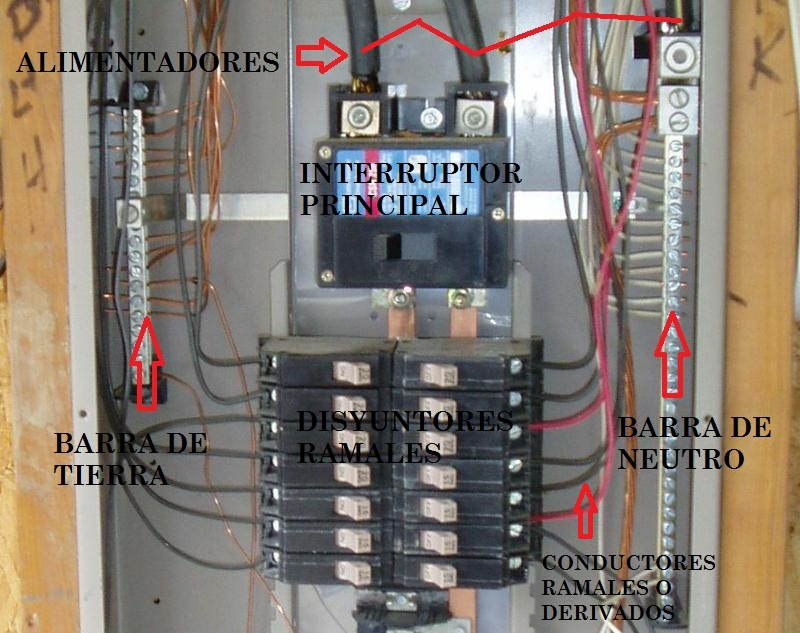 ALIMENTADORES
INTERRUPTOR
PRINCIPAL
DISYUNTORES
RAMALES
BARRA DE
TIERRA
BARRA DE
NEUTRO
CONDUCTORES
RAMALES O
DERIVADOS